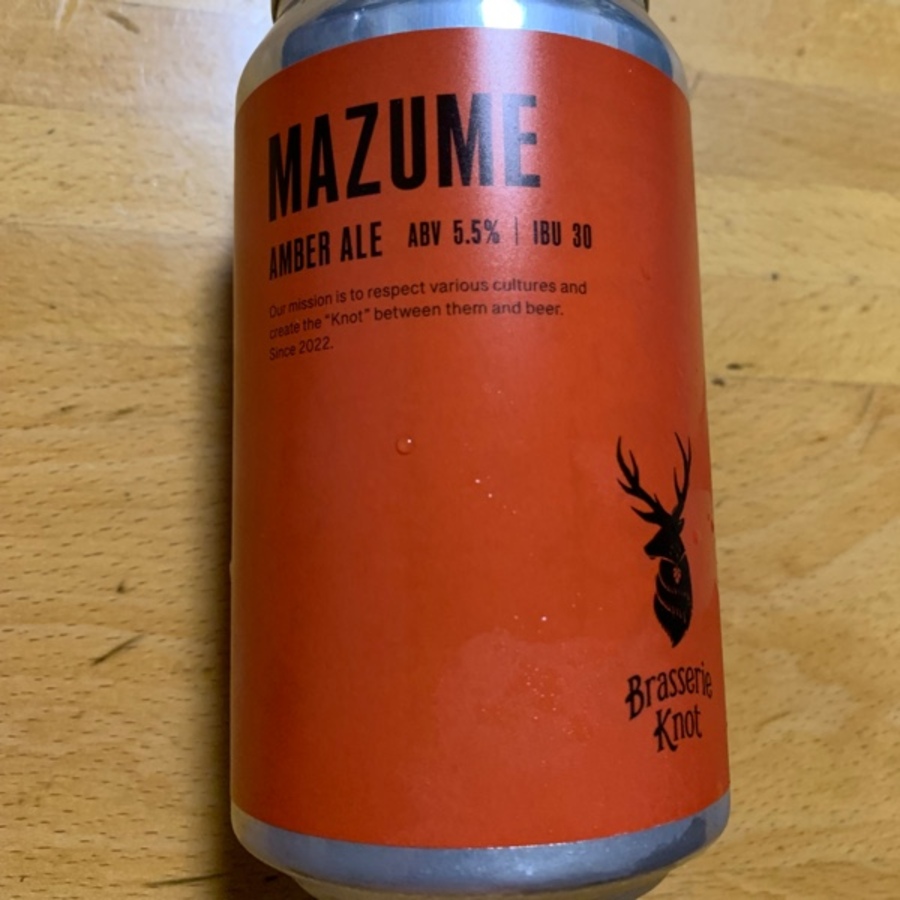 MAZUME
AMBER ALE ABV 5.5% | IBU 30
Our mission is to respect various cultures and
create the "Knot" between them and beer.
Since 2022.
Brasserie
Knot